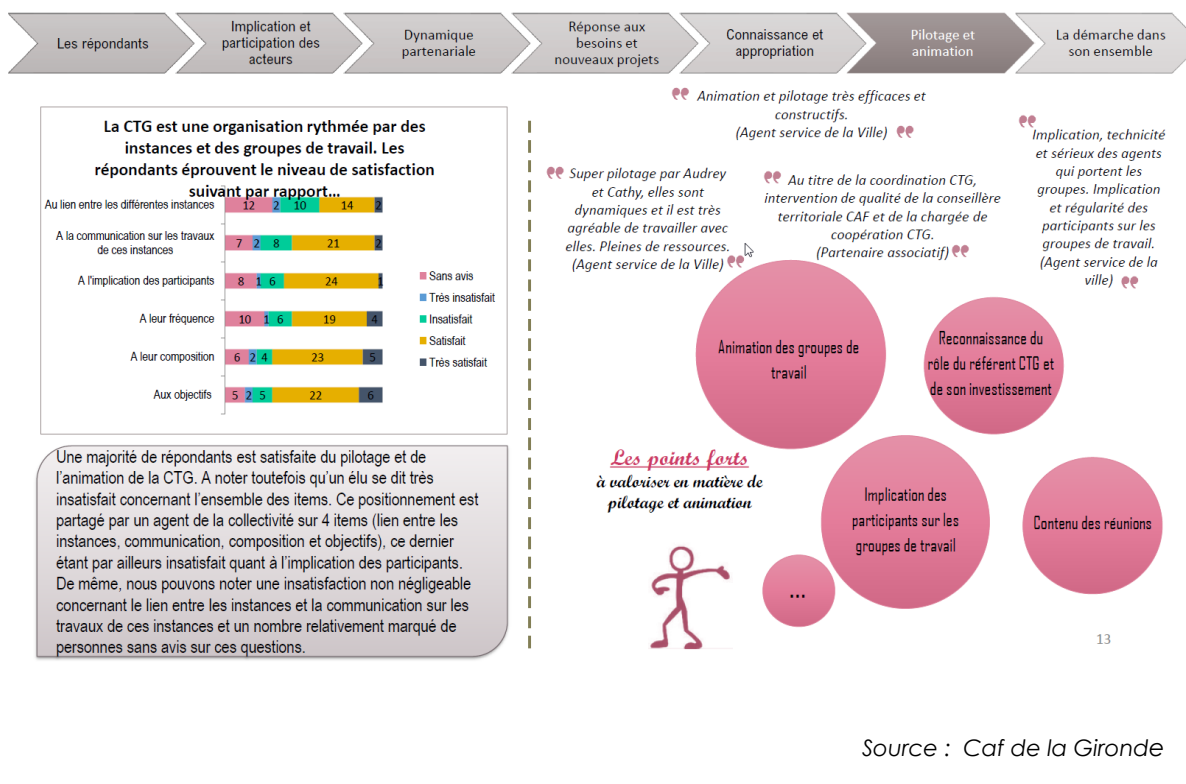 Les répondants
Implication et
participation des
acteurs
Dynamique
partenariale
Réponse aux
besoins et
nouveaux projets
Connaissance et
appropriation
Pilotage et
animation
La démarche dans
son ensemble
La CTG est une organisation rythmée par des
instances et des groupes de travail. Les
répondants éprouvent le niveau de satisfaction
suivant par rapport...
Au lien entre les différentes instances 12 2 10 14 2
A la communication sur les travaux
de ces instances
7 2 8 21 2
A l'implication des participants 8 1 6 24 1
A leur fréquence 10 1 6 19 4
A leur composition 6 2 4 23 5
Aux objectifs 5 2 5 22 6
Sans avis
Très insatisfait
Insatisfait
Satisfait
Très satisfait
Une majorité de répondants est satisfaite du pilotage et de
l'animation de la CTG. A noter toutefois qu'un élu se dit très
insatisfait concernant l'ensemble des items. Ce positionnement est
partagé par un agent de la collectivité sur 4 items (lien entre les
instances, communication, composition et objectifs), ce dernier
étant par ailleurs insatisfait quant à l'implication des participants.
De même, nous pouvons noter une insatisfaction non négligeable
concernant le lien entre les instances et la communication sur les
travaux de ces instances et un nombre relativement marqué de
personnes sans avis sur ces questions.
Animation et pilotage très efficaces et
constructifs.
(Agent service de la Ville)
Super pilotage par Audrey
et Cathy, elles sont
dynamiques et il est très
agréable de travailler avec
elles. Pleines de ressources.
(Agent service de la Ville)
Au titre de la coordination CTG,
intervention de qualité de la conseillère
territoriale CAF et de la chargée de
coopération CTG.
(Partenaire associatif)
Implication, technicité
et sérieux des agents
qui portent les
groupes. Implication
et régularité des
participants sur les
groupes de travail.
(Agent service de la
ville)
Animation des groupes de
travail
Reconnaissance du
rôle du référent CTG et
de son investissement
Les points forts
à valoriser en matière de
pilotage et animation
Implication des
participants sur les
groupes de travail
Contenu des réunions
...
13
Source : Caf de la Gironde